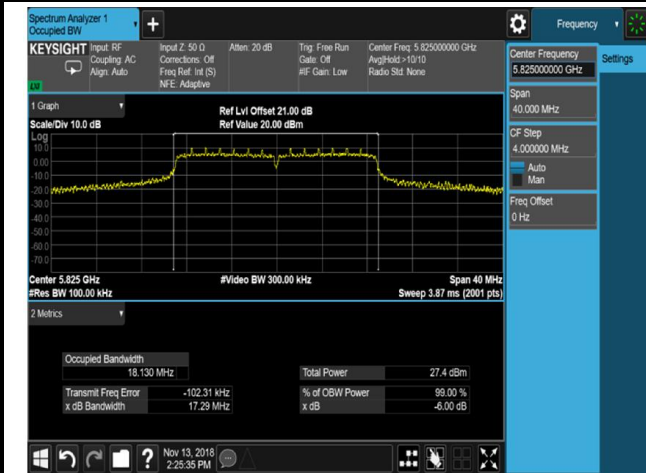 Spectrum Analyzer 1
Occupied BW
+
Frequency
KEYSIGHT
Input: RF
Coupling: AC
Align: Auto
Input Z: 50 Ω
Corrections: Off
Freq Ref: Int (S)
NFE: Adaptive
Atten: 20 dB
Trig: Free Run
Gate: Off
#IF Gain: Low
Center Freq: 5.825000000 GHz
Avg|Hold:>10/10
Radio Std: None
Center Frequency
5.825000000 GHz
Settings
Span
40.000 MHz
CF Step
4.000000 MHz
Auto
Man
Freq Offset
0 Hz
1 Graph
Scale/Div 10.0 dB
Ref Lvl Offset 21.00 dB
Ref Value 20.00 dBm
Log
10.0
0.00
-10.0
-20.0
-30.0
-40.0
-50.0
-60.0
-70.0
Center 5.825 GHz
#Res BW 100.00 kHz
#Video BW 300.00 kHz
Span 40 MHz
Sweep 3.87 ms (2001 pts)
2 Metrics
Occupied Bandwidth
18.130 MHz
Total Power 27.4 dBm
Transmit Freq Error -102.31 kHz
% of OBW Power 99.00 %
x dB Bandwidth 17.29 MHz
x dB -6.00 dB
?
Nov 13, 2018
2:25:35 PM